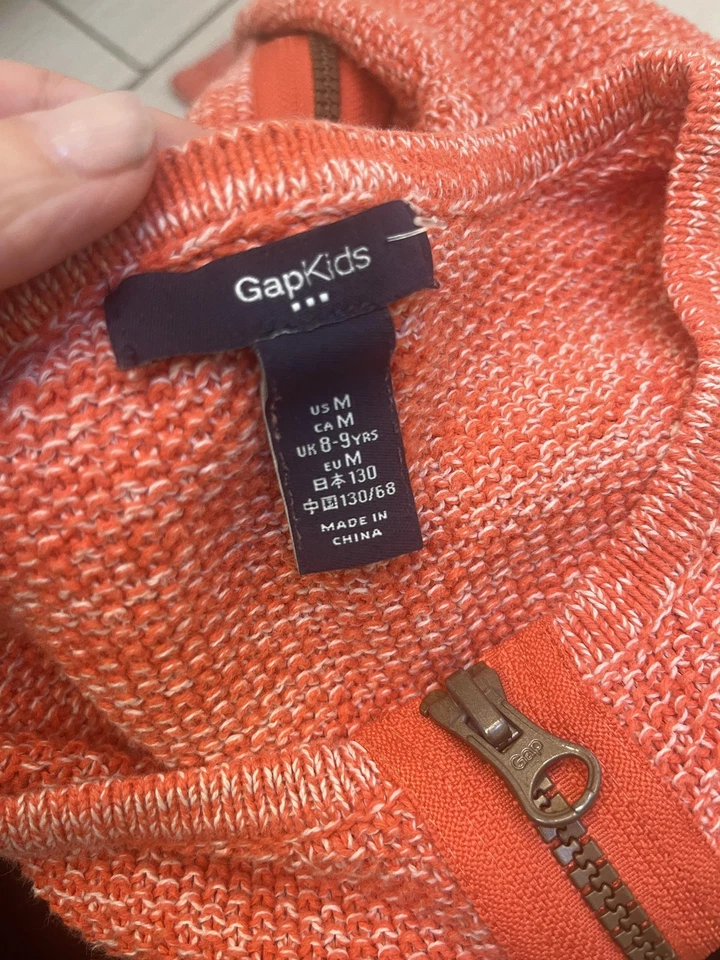 GapKids
US M
CA M
UK 8-9YRS
EU M
日本 130
中国 130/68
MADE IN
CHINA
Gap